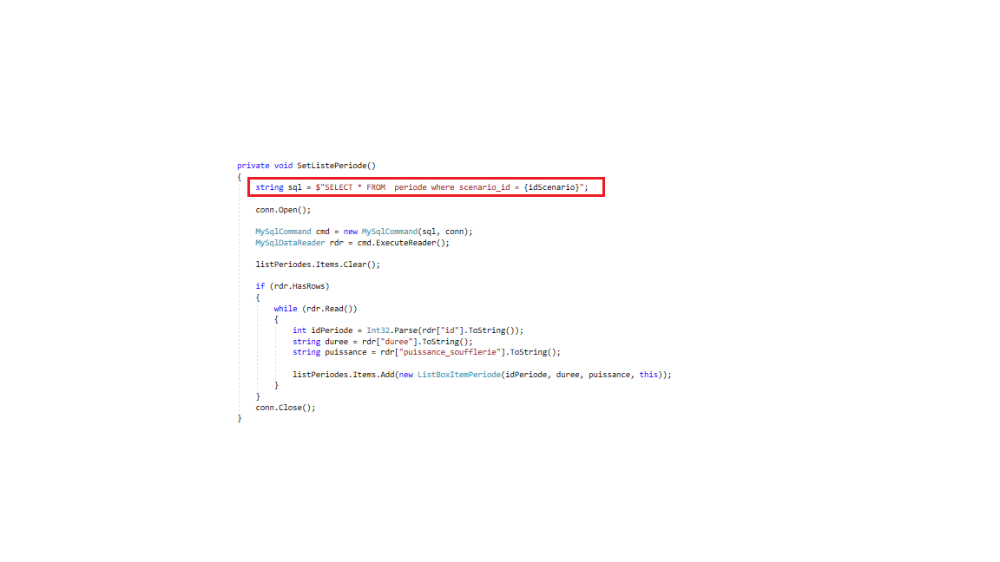 private void SetListePeriode()
{
string sql = $"SELECT * FROM  periode where scenario_id = {idScenario}";
conn.Open();
MySqlCommand cmd = new MySqlCommand(sql, conn);
MySqlDataReader rdr = cmd.ExecuteReader();
listPeriodes.Items.Clear();
if (rdr.HasRows)
{
while (rdr.Read())
{
int idPeriode = Int32.Parse(rdr["id"].ToString());
string duree = rdr["duree"].ToString();
string puissance = rdr["puissance_soufflerie"].ToString();
listPeriodes.Items.Add(new ListBoxItemPeriode(idPeriode, duree, puissance, this));
}
}
conn.Close();
}